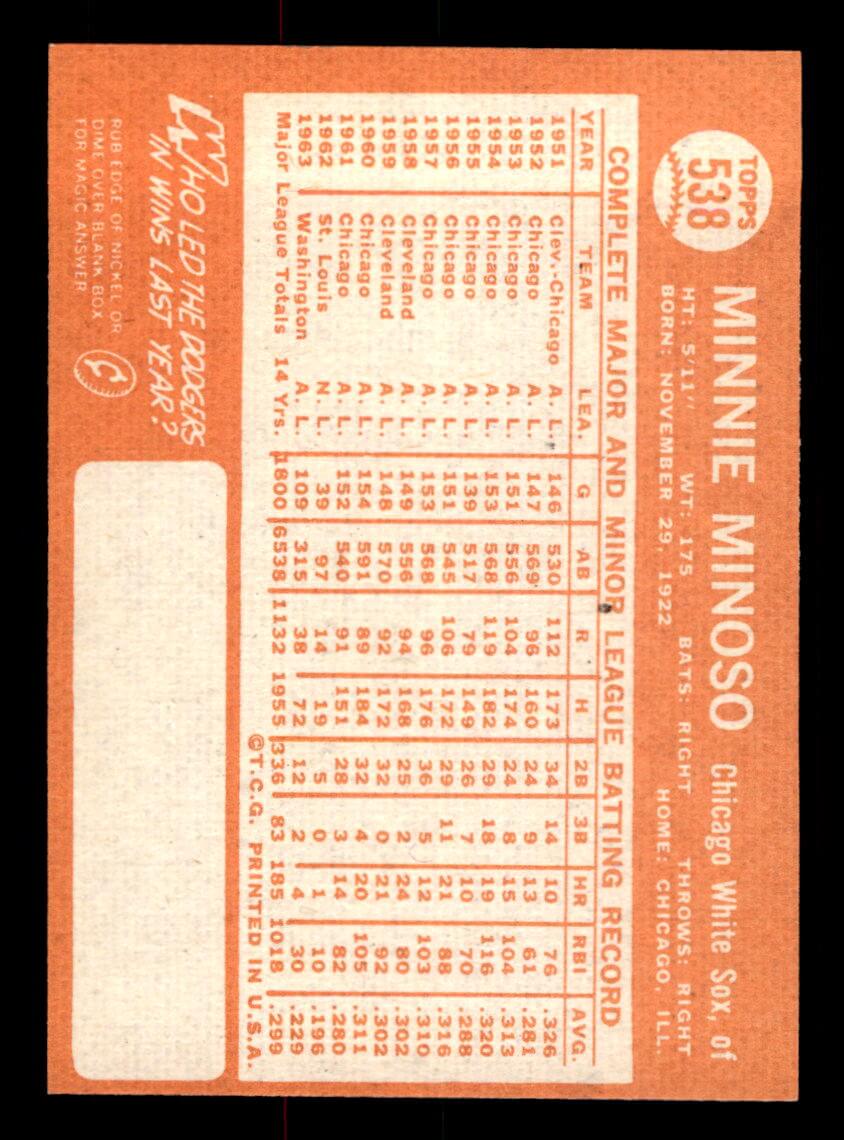 TOPPS
538
MINNIE MINOSO Chicago White Sox, of
HT: 5'11" WT: 175 BATS: RIGHT THROWS: RIGHT
BORN: NOVEMBER 29, 1922 HOME: CHICAGO, ILL.
COMPLETE MAJOR AND MINOR LEAGUE BATTING RECORD
YEAR TEAM LEA. G AB R H 2B 3B HR RBI AVG.
1951 Clev.-Chicago A. L. 146 530 112 173 34 14 10 76 .326
1952 Chicago A. L. 147 569 96 160 24 9 13 61 .281
1953 Chicago A. L. 151 556 104 174 24 8 15 104 .313
1954 Chicago A. L. 153 568 119 182 29 18 19 116 .320
1955 Chicago A. L. 139 517 79 149 26 7 10 70 .288
1956 Chicago A. L. 151 545 106 172 29 11 21 88 .316
1957 Chicago A. L. 153 568 96 176 36 5 12 103 .310
1958 Cleveland A. L. 149 556 94 168 25 2 24 80 .302
1959 Cleveland A. L. 148 570 92 172 32 0 21 92 .302
1960 Chicago A. L. 154 591 89 184 32 4 20 105 .311
1961 Chicago A. L. 152 540 91 151 28 3 14 82 .280
1962 St. Louis N. L. 39 97 14 19 5 0 1 10 .196
1963 Washington A. L. 109 315 38 72 12 2 4 30 .229
Major League Totals 14 Yrs. 1800 6538 1132 1955 336 83 185 1018 .299
©T.C.G. PRINTED IN U.S.A.
WHO LED THE DODGERS
IN WINS LAST YEAR?
RUB EDGE OF NICKEL OR
DIME OVER BLANK BOX
FOR MAGIC ANSWER